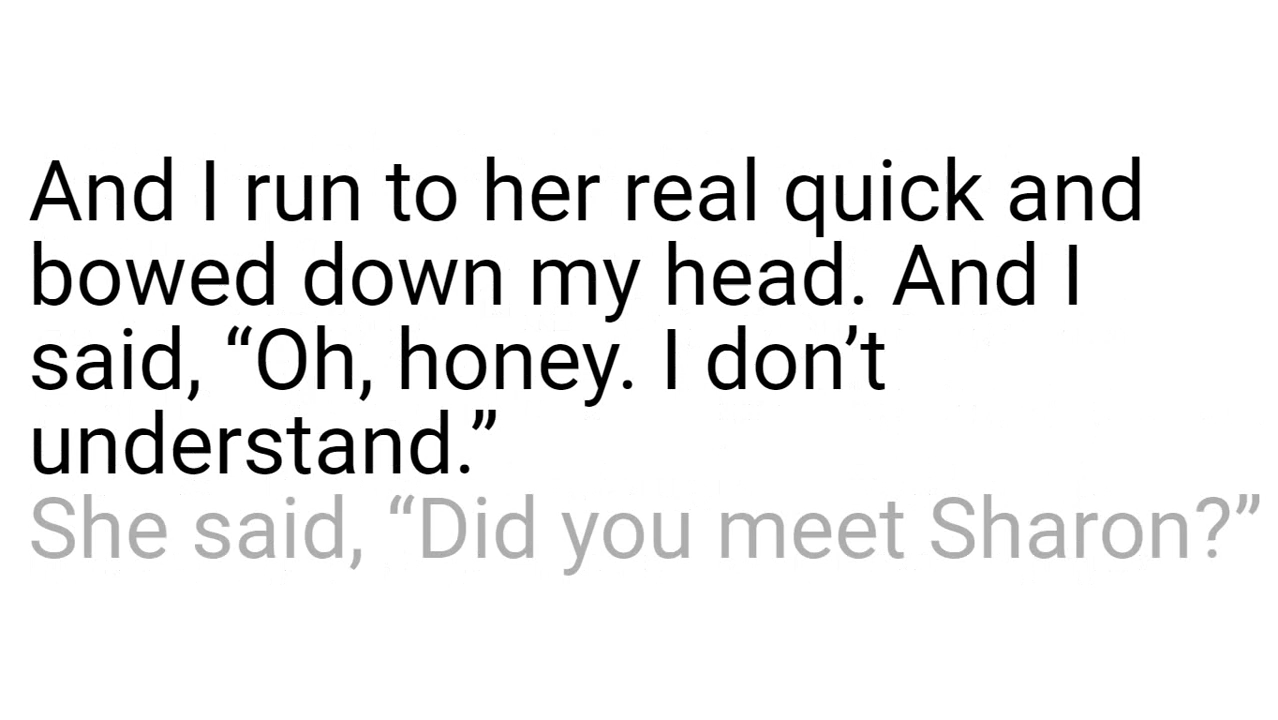 And I run to her real quick and
bowed down my head. And I
said, “Oh, honey. I don’t
understand.”
She said, “Did you meet Sharon?”